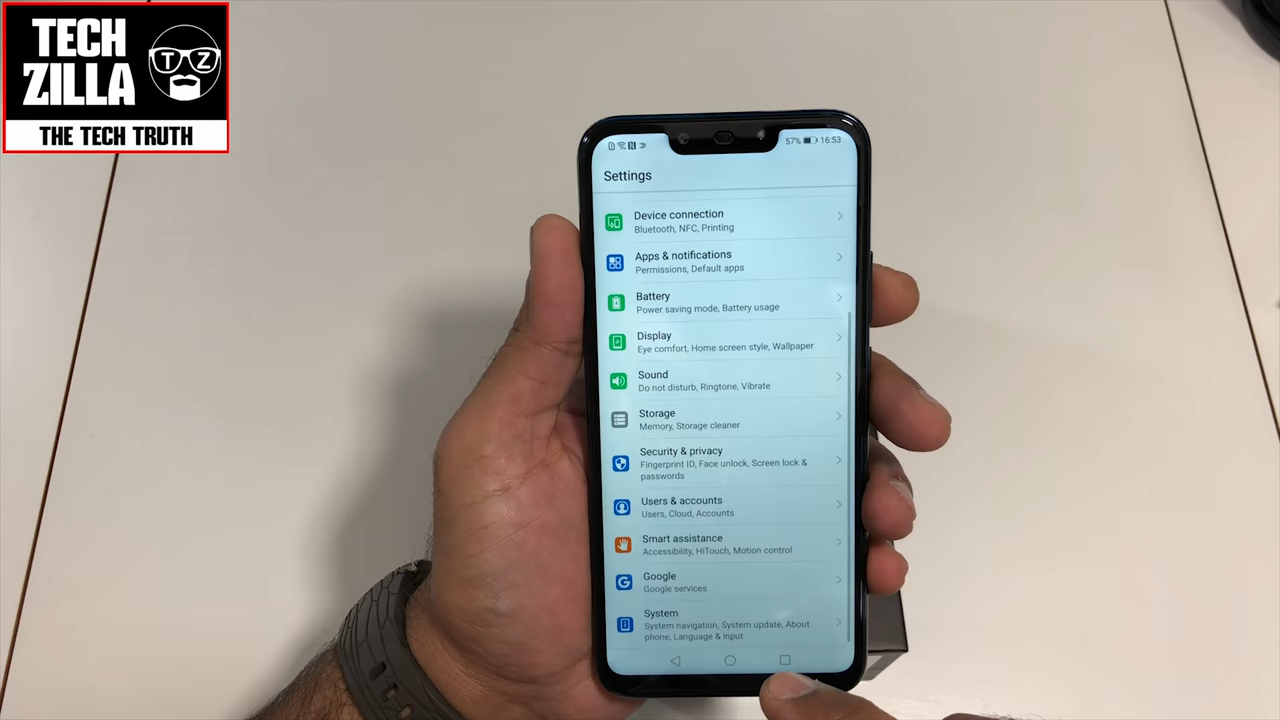 TECH
ZILLA
T Z
THE TECH TRUTH
57% 16:53
Settings
Device connection
Bluetooth, NFC, Printing
Apps & notifications
Permissions, Default apps
Battery
Power saving mode, Battery usage
Display
Eye comfort, Home screen style, Wallpaper
Sound
Do not disturb, Ringtone, Vibrate
Storage
Memory, Storage cleaner
Security & privacy
Fingerprint ID, Face unlock, Screen lock &
passwords
Users & accounts
Users, Cloud, Accounts
Smart assistance
Accessibility, HiTouch, Motion control
G
Google
Google services
System
System navigation, System update, About
phone, Language & input